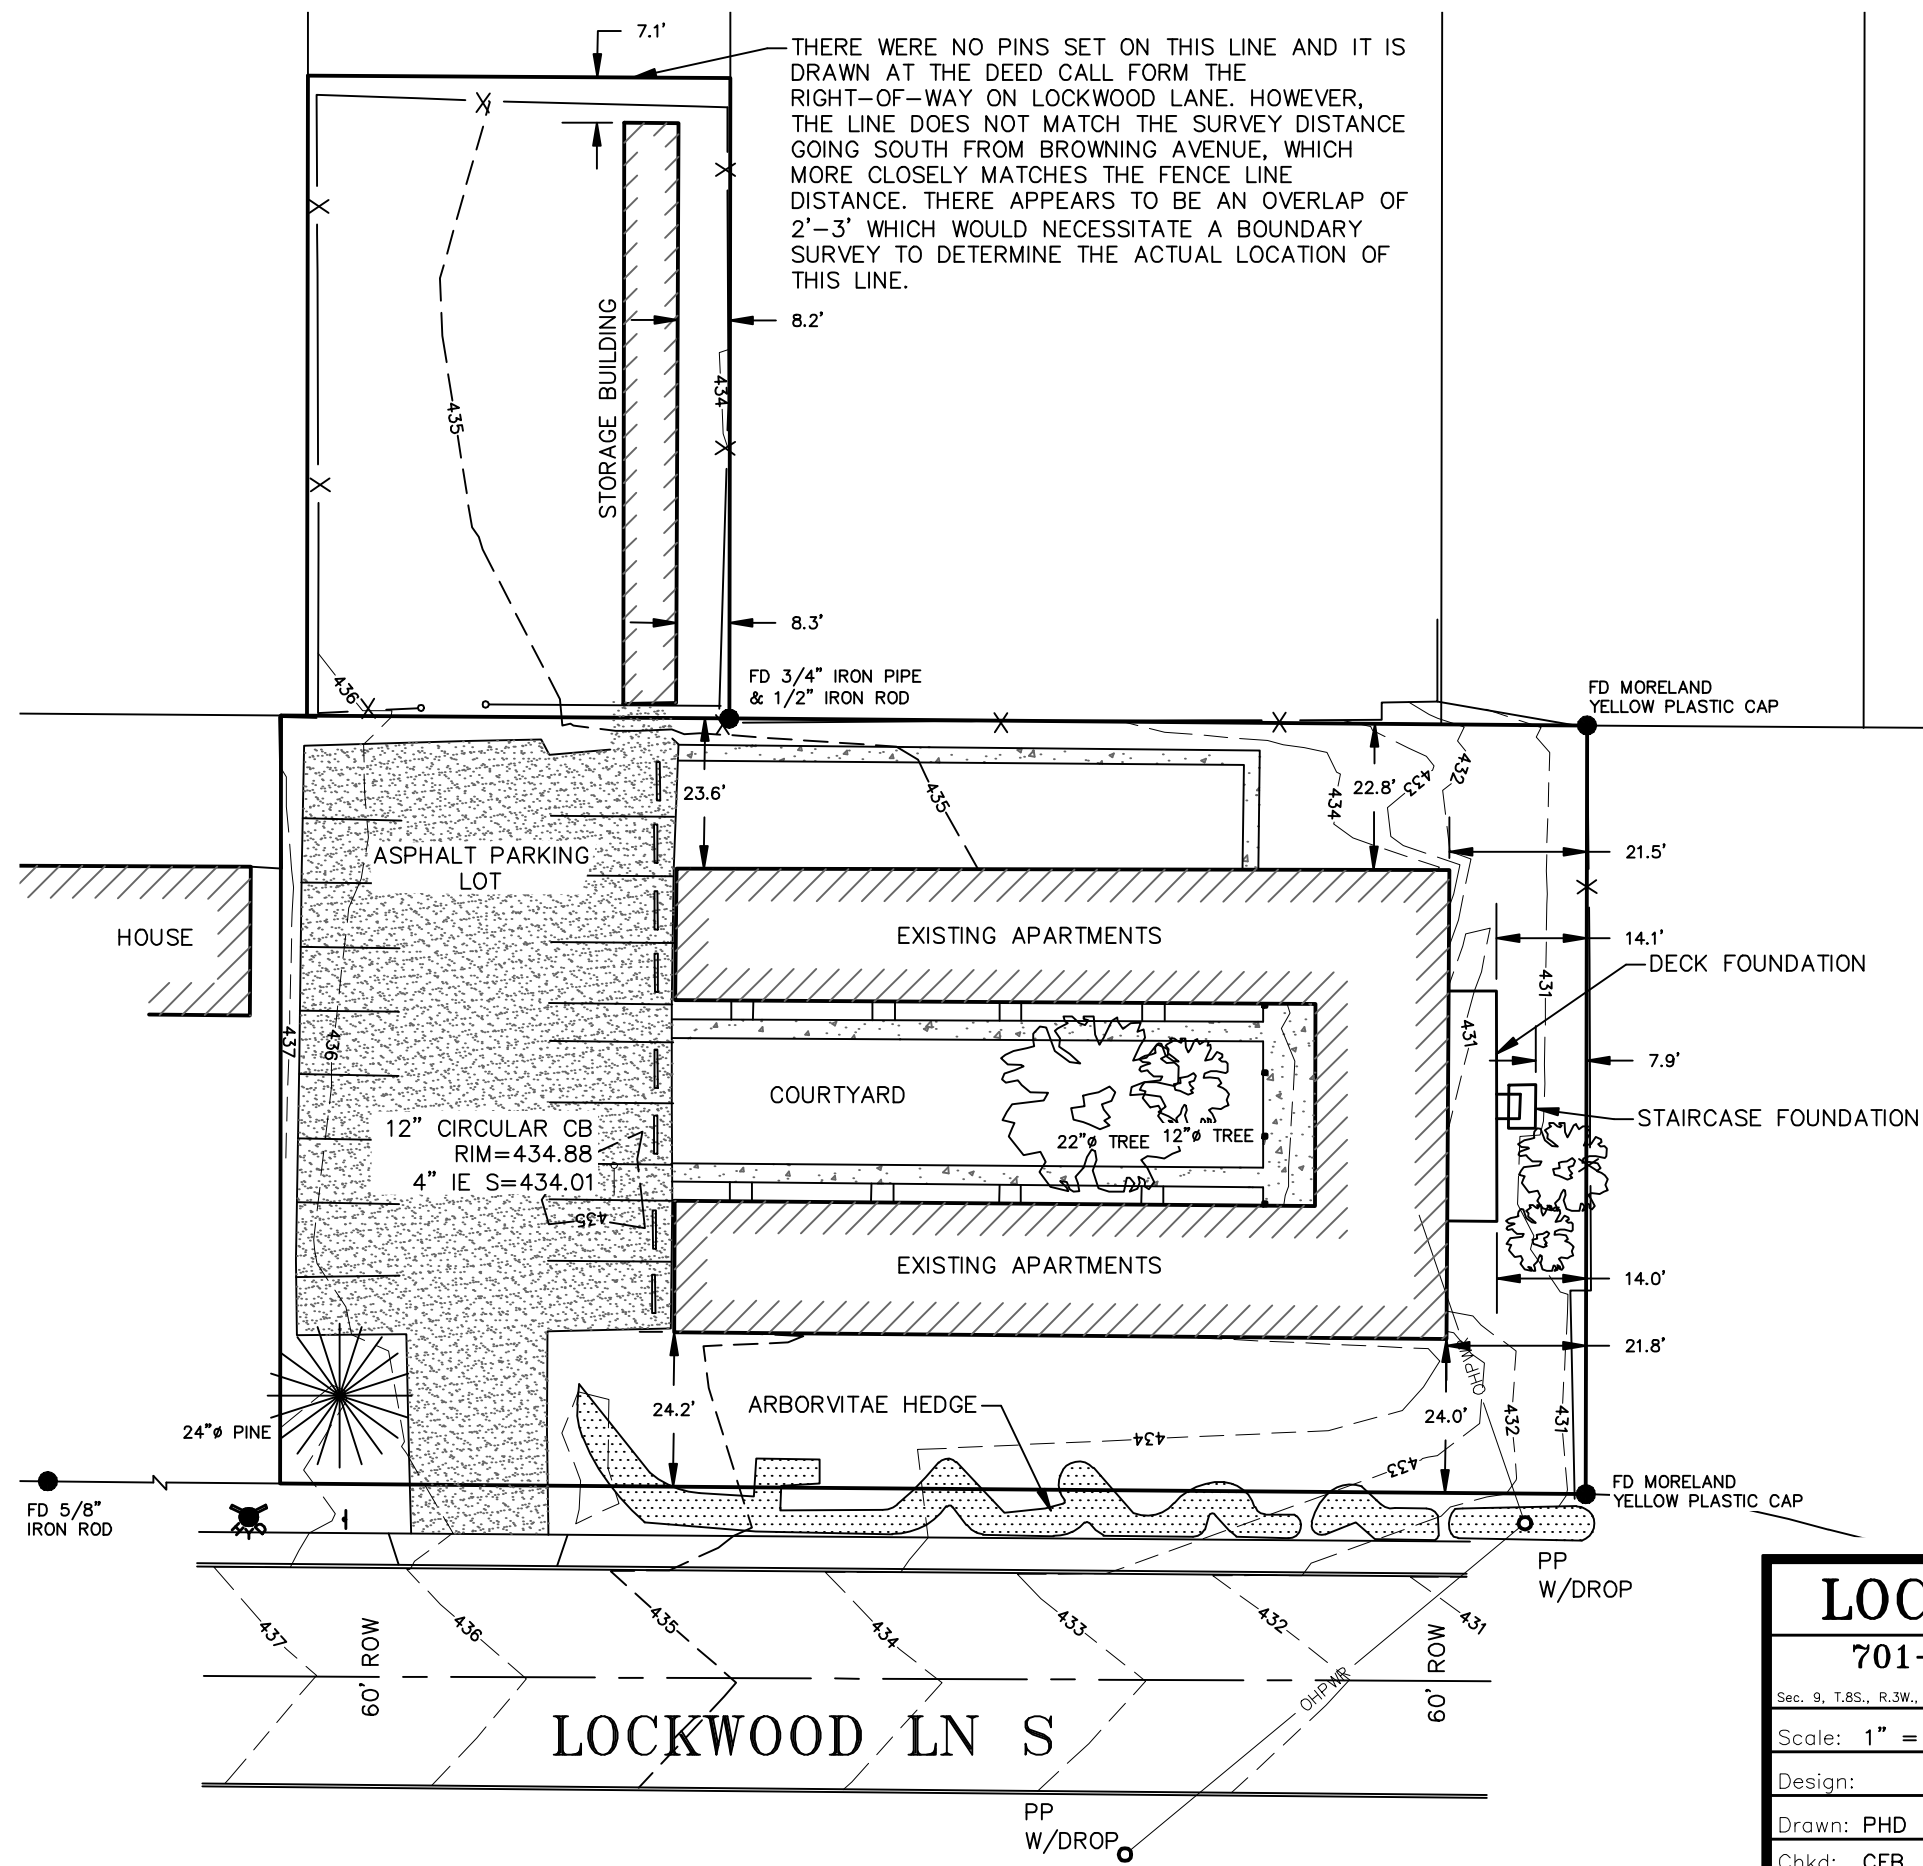 7.1'
THERE WERE NO PINS SET ON THIS LINE AND IT IS
DRAWN AT THE DEED CALL FORM THE
RIGHT-OF-WAY ON LOCKWOOD LANE. HOWEVER,
THE LINE DOES NOT MATCH THE SURVEY DISTANCE
GOING SOUTH FROM BROWNING AVENUE, WHICH
MORE CLOSELY MATCHES THE FENCE LINE
DISTANCE. THERE APPEARS TO BE AN OVERLAP OF
2'-3' WHICH WOULD NECESSITATE A BOUNDARY
SURVEY TO DETERMINE THE ACTUAL LOCATION OF
THIS LINE.
8.2'
STORAGE BUILDING
434
435
8.3'
436
FD 3/4" IRON PIPE
& 1/2" IRON ROD
FD MORELAND
YELLOW PLASTIC CAP
23.6'
435
434
22.8'
433
432
21.5'
ASPHALT PARKING
LOT
HOUSE
EXISTING APARTMENTS
14.1'
DECK FOUNDATION
431
431
437
436
7.9'
COURTYARD
STAIRCASE FOUNDATION
12" CIRCULAR CB
RIM=434.88
4" IE S=434.01
22"ø TREE
12"ø TREE
435
EXISTING APARTMENTS
14.0'
21.8'
OHPWR
24"ø PINE
24.2'
ARBORVITAE HEDGE
24.0'
434
433
432
431
FD 5/8"
IRON ROD
FD MORELAND
YELLOW PLASTIC CAP
PP
W/DROP
437
60' ROW
436
435
434
433
432
431
60' ROW
OHPWR
LOCKWOOD LN S
PP
W/DROP
LOC
701-
Sec. 9, T.8S., R.3W.,
Scale: 1" =
Design:
Drawn: PHD
Chkd: CFB